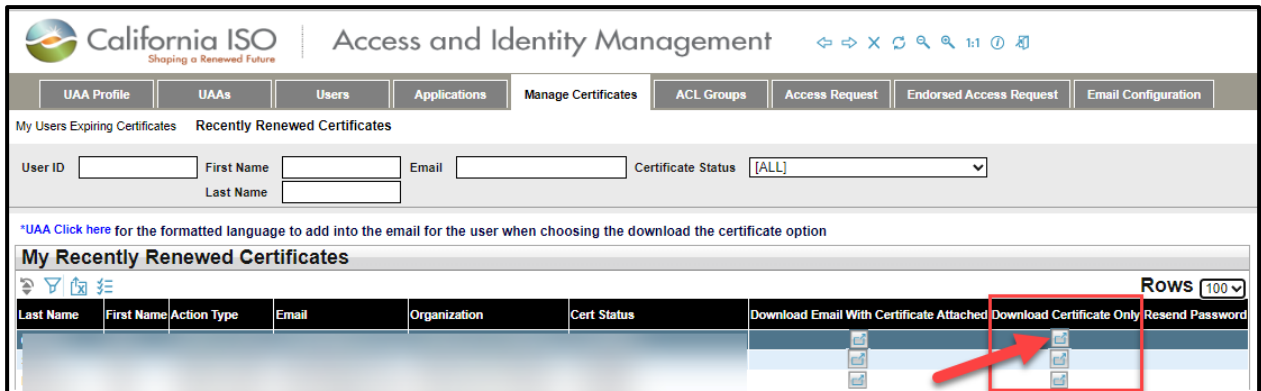 California ISO
Shaping a Renewed Future
Access and Identity Management
1:1
UAA Profile UAAs Users Applications Manage Certificates ACL Groups Access Request Endorsed Access Request Email Configuration
My Users Expiring Certificates Recently Renewed Certificates
User ID First Name Email Certificate Status [ALL]
Last Name
*UAA Click here for the formatted language to add into the email for the user when choosing the download the certificate option
My Recently Renewed Certificates
Rows 100
Last Name First Name Action Type Email Organization Cert Status Download Email With Certificate Attached Download Certificate Only Resend Password